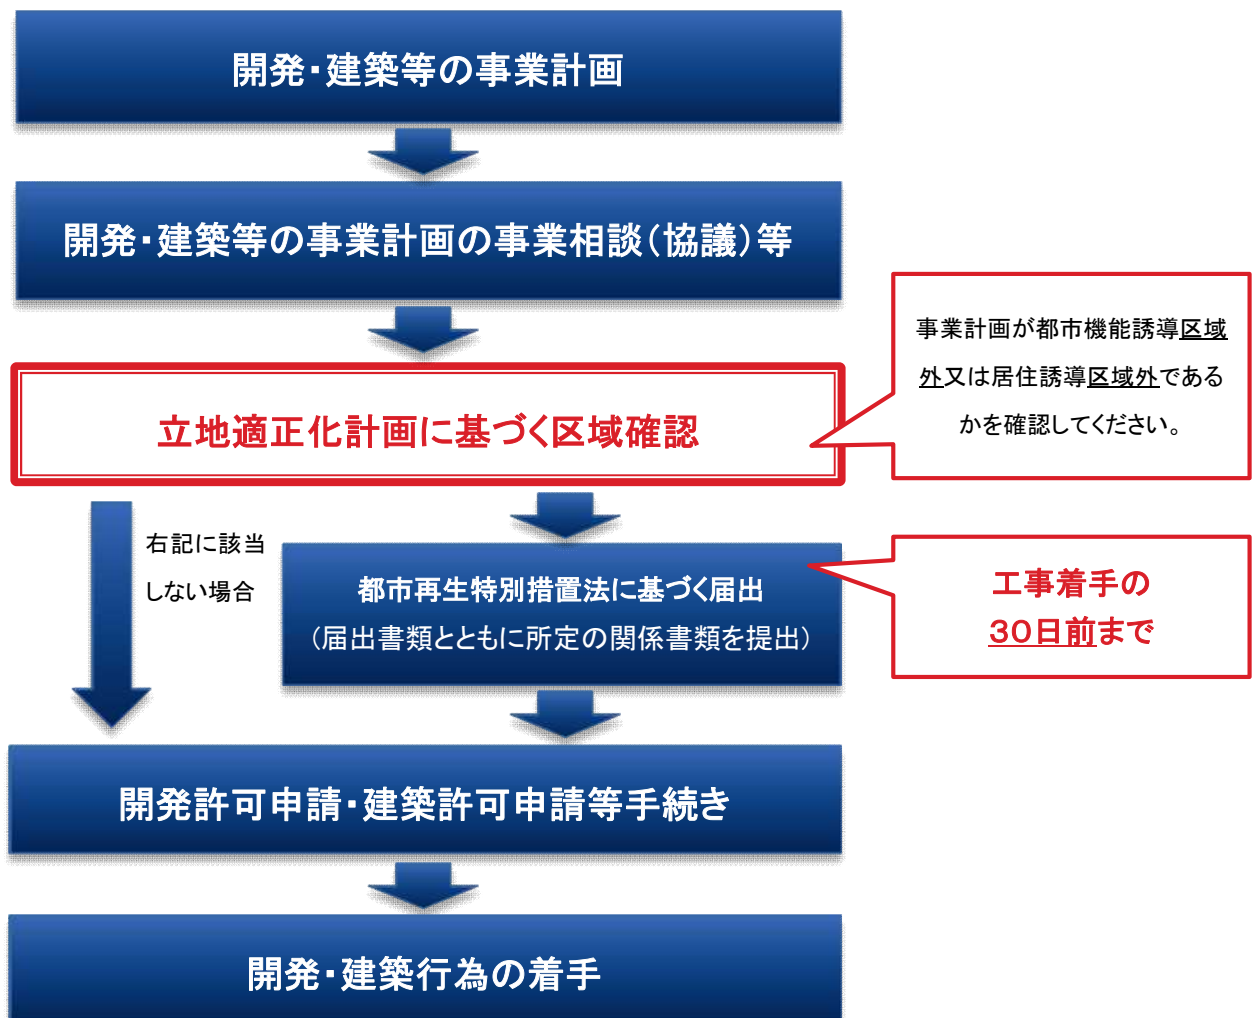 開発・建築等の事業計画
開発・建築等の事業計画の事業相談（協議）等
事業計画が都市機能誘導区域
外又は居住誘導区域外である
かを確認してください。
立地適正化計画に基づく区域確認
右記に該当
しない場合
都市再生特別措置法に基づく届出
（届出書類とともに所定の関係書類を提出）
工事着手の
３０日前まで
開発許可申請・建築許可申請等手続き
開発・建築行為の着手